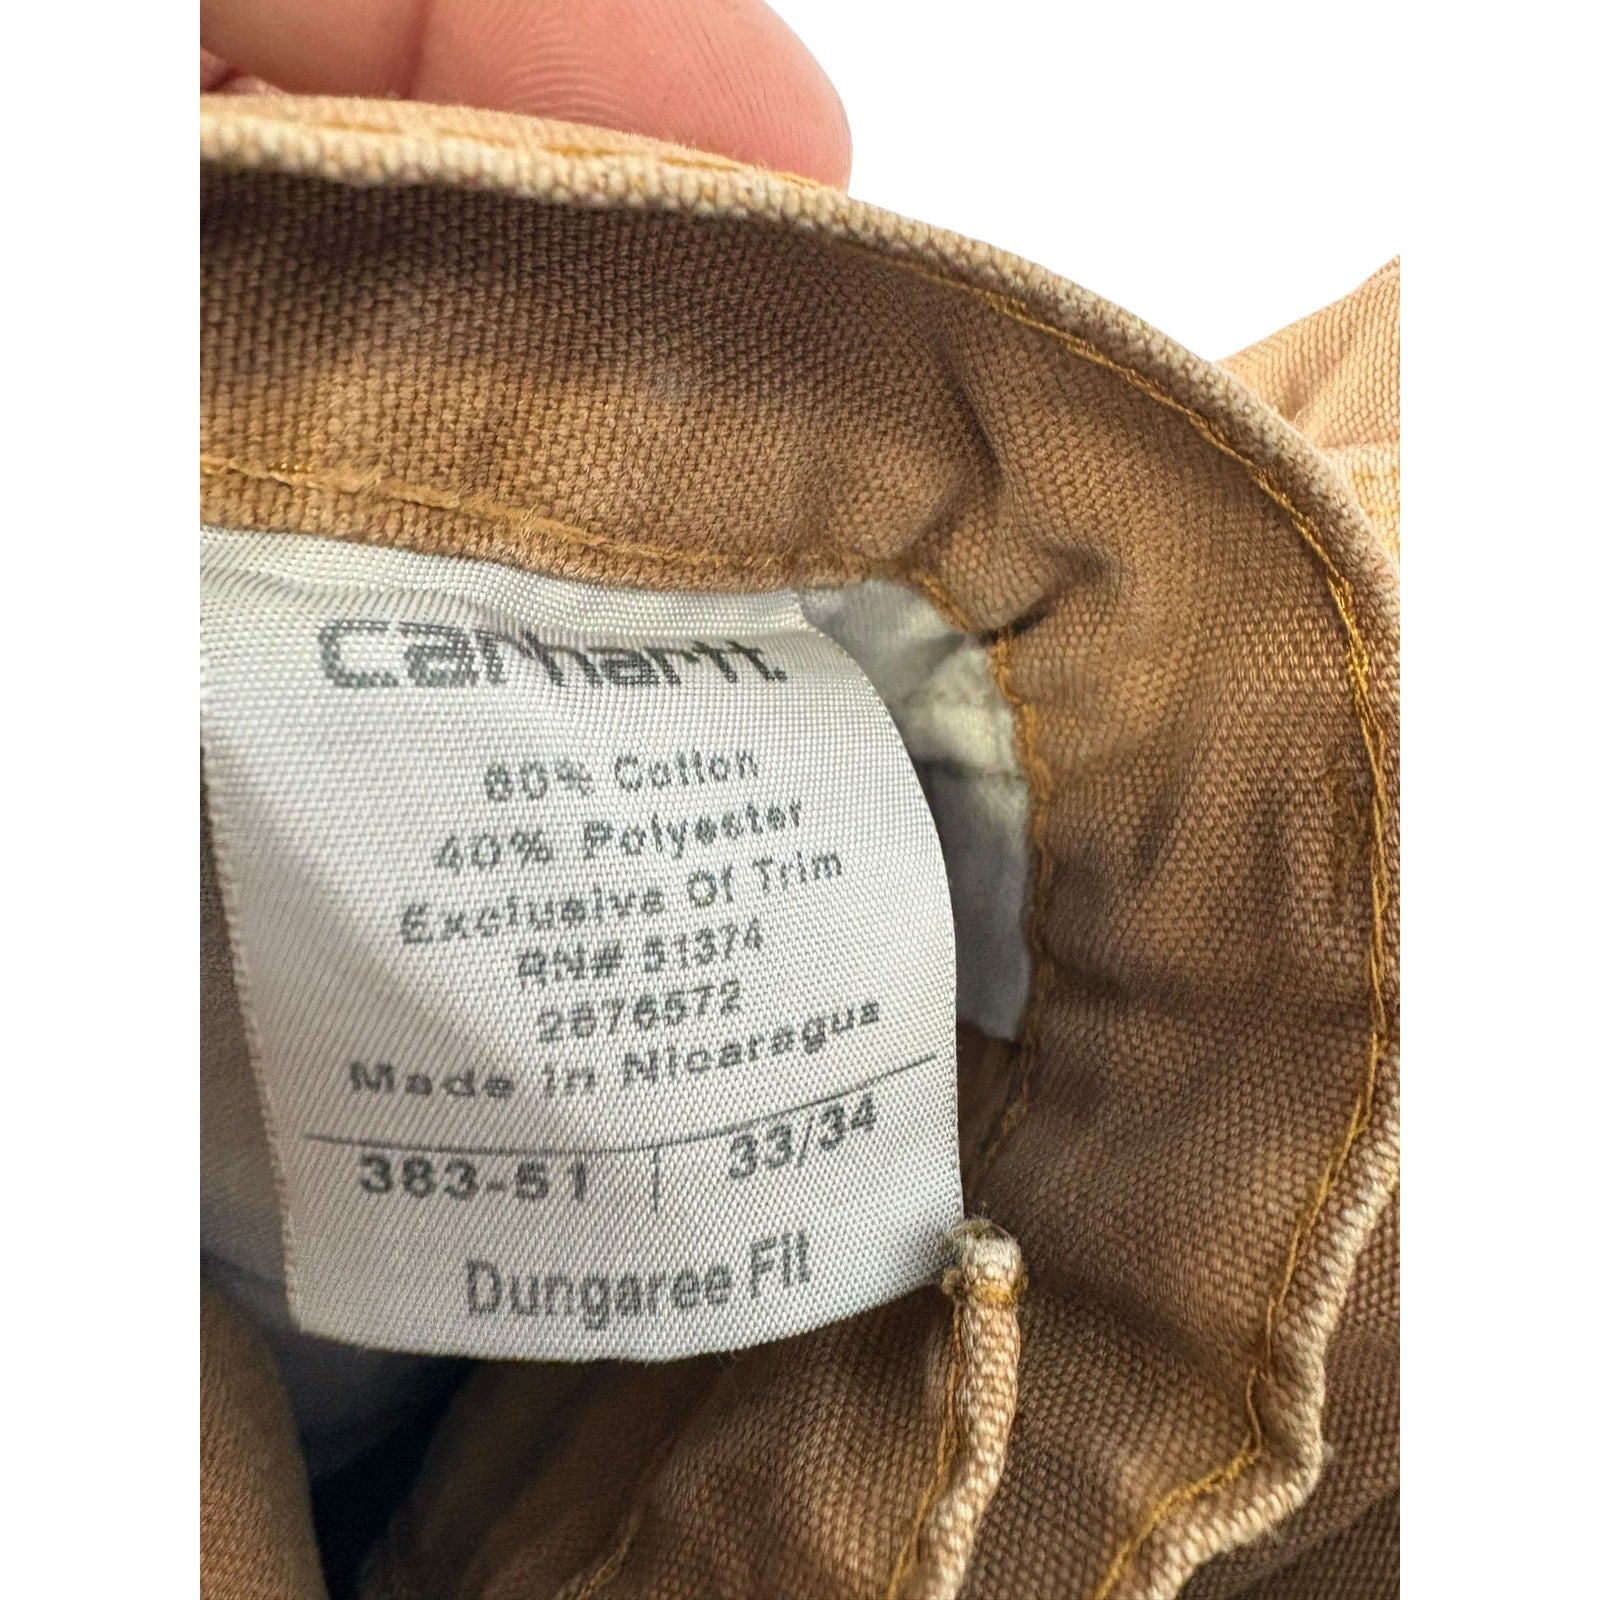 carhartt.
60% Cotton
40% Polyester
Exclusive Of Trim
RN# 51374
2676572
Made in Nicaragua
383-51 | 33/34
Dungaree Fit